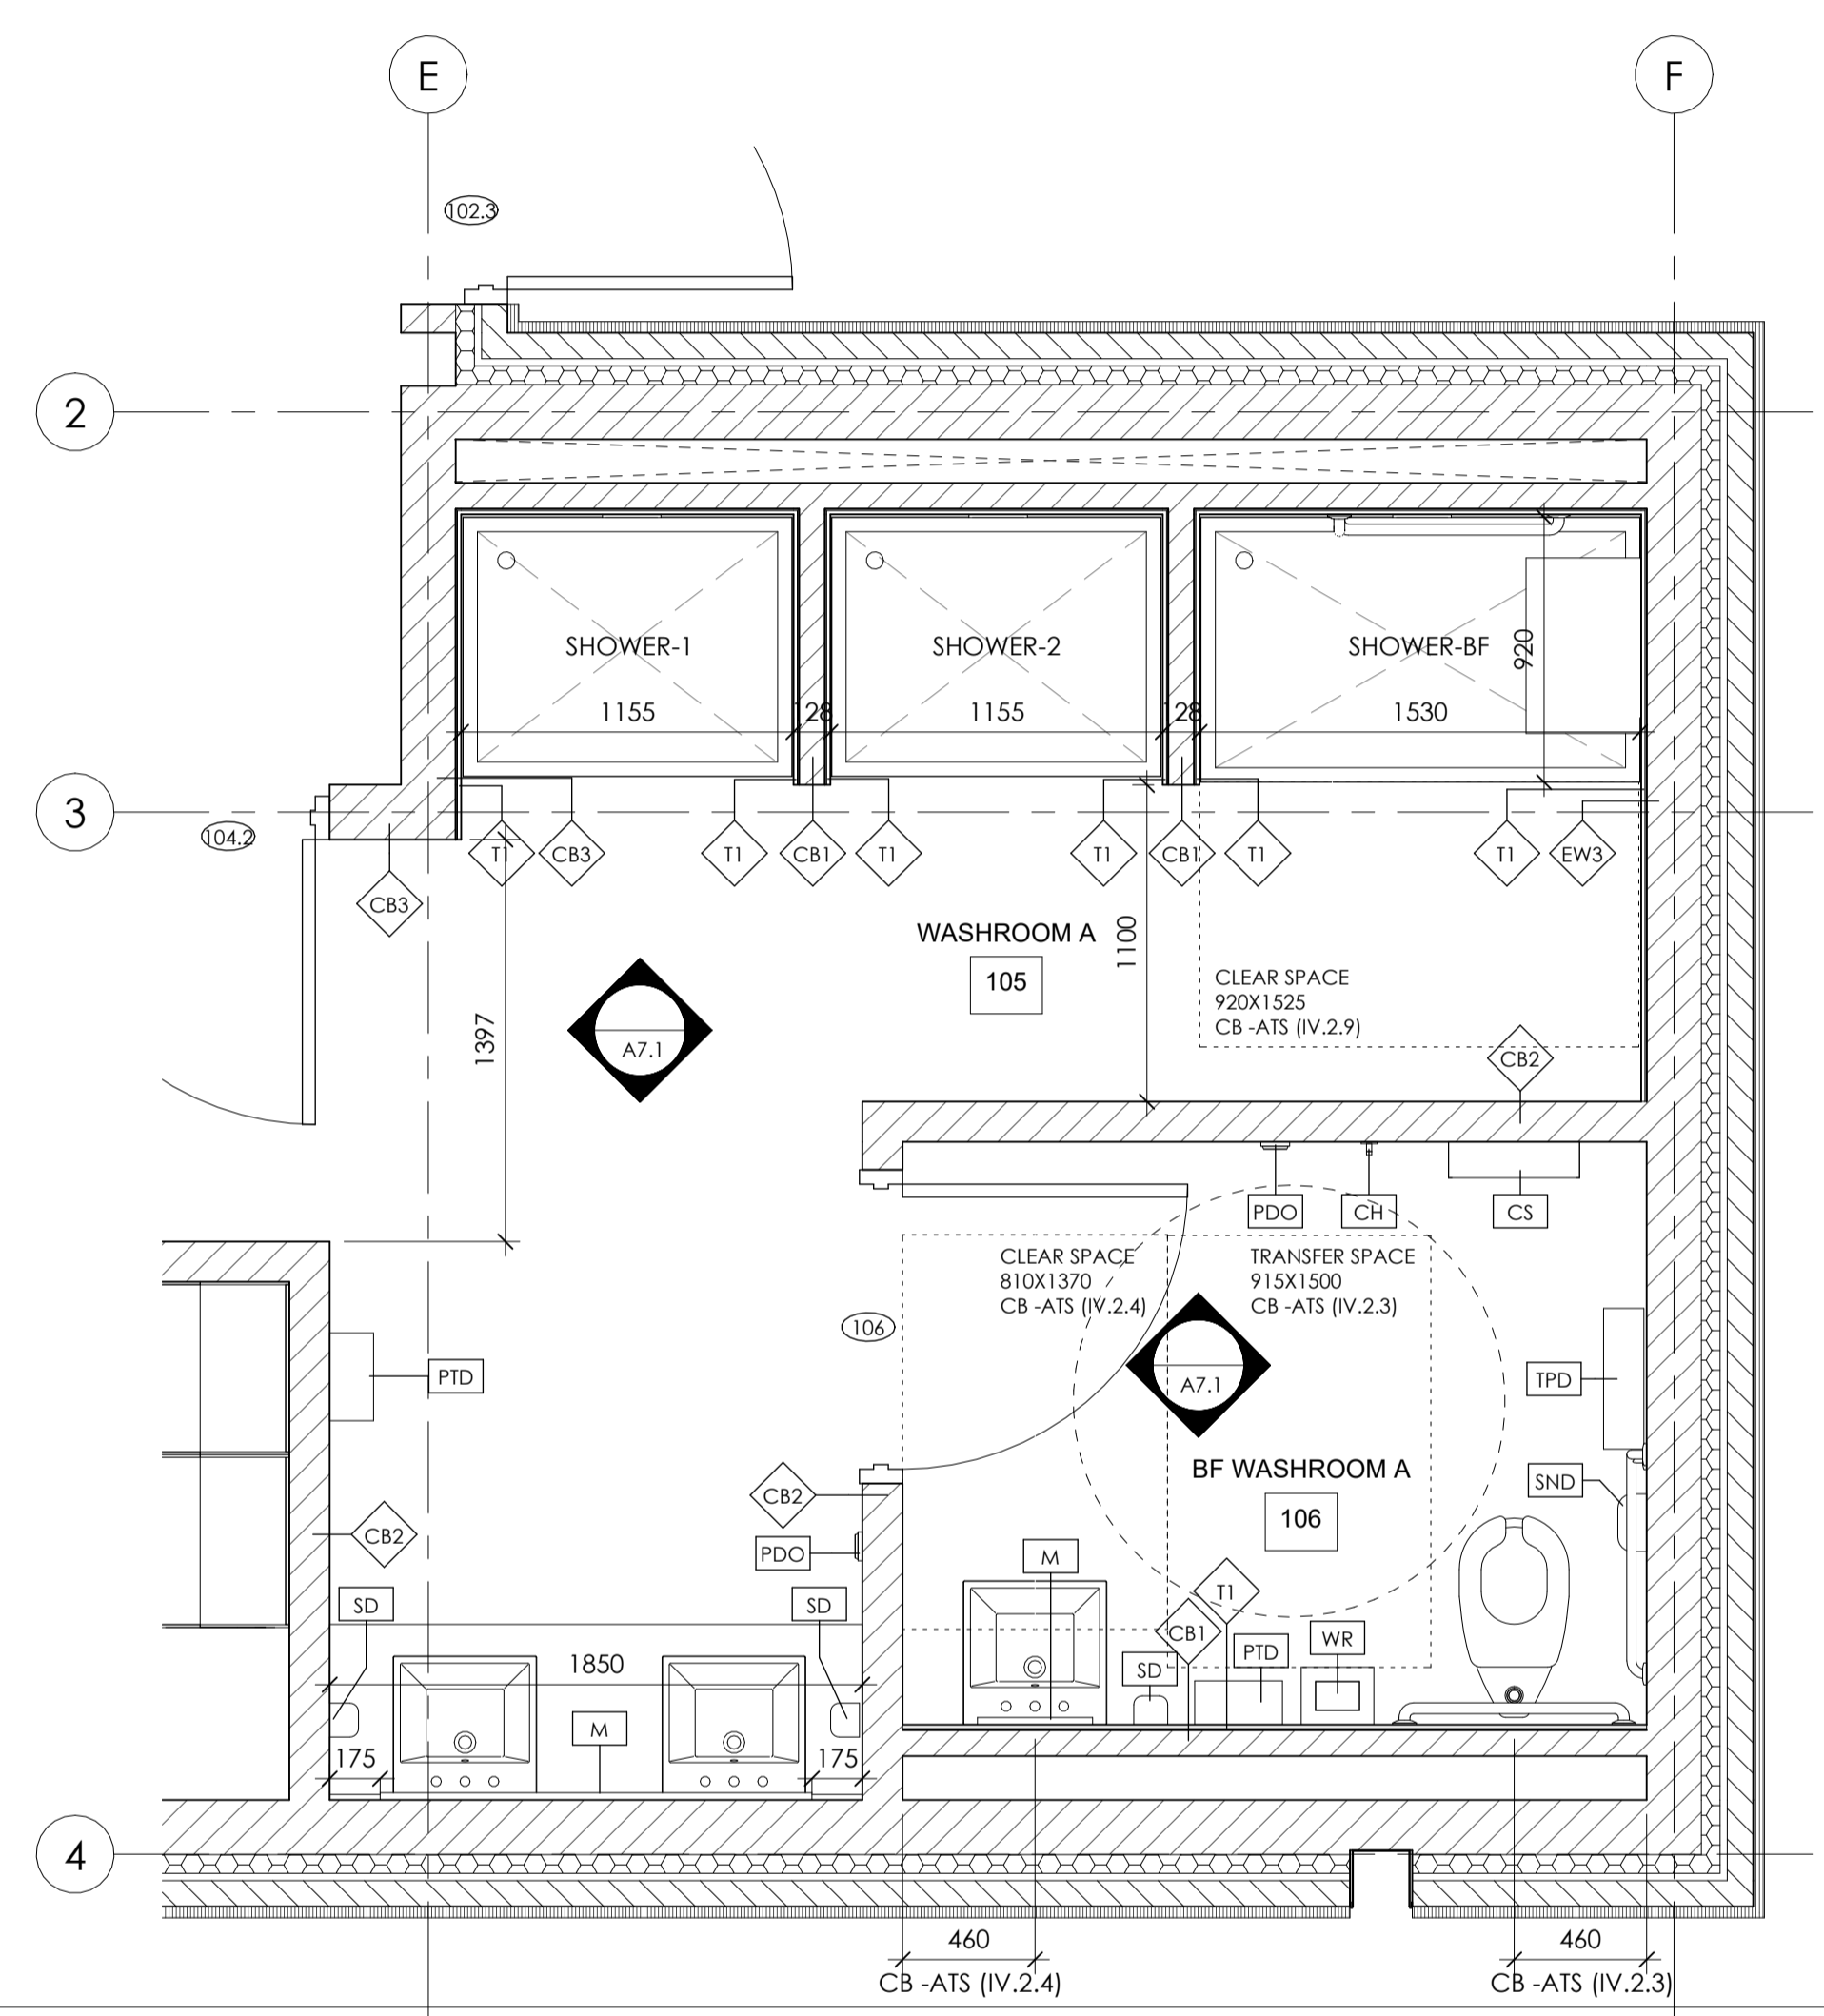 E
F
102.3
2
SHOWER-1
SHOWER-2
SHOWER-BF
920
1155
128
1155
128
1530
3
104.2
T1
CB3
T1
CB1
T1
T1
CB1
T1
T1
EW3
CB3
WASHROOM A
105
1100
CLEAR SPACE
920X1525
CB -ATS (IV.2.9)
1397
A7.1
CB2
PDO
CH
CS
CLEAR SPACE
810X1370
CB -ATS (IV.2.4)
TRANSFER SPACE
915X1500
CB -ATS (IV.2.3)
106
PTD
A7.1
TPD
BF WASHROOM A
106
SND
CB2
CB2
PDO
M
T1
SD
SD
CB1
PTD
WR
SD
1850
M
175
175
4
460
CB -ATS (IV.2.4)
460
CB -ATS (IV.2.3)